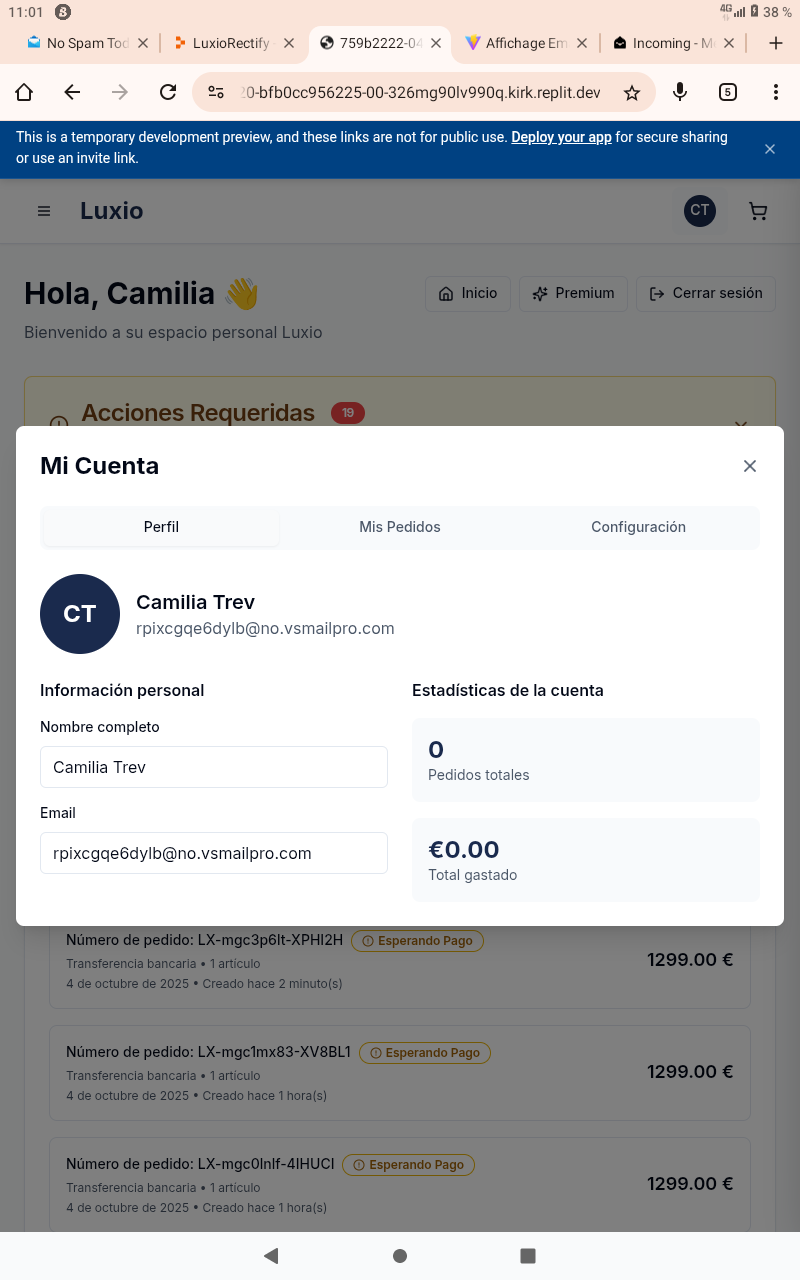 11:01
4G
38 %
No Spam Tod
LuxioRectify
759b2222-04
Affichage Em
Incoming - M
20-bfb0cc956225-00-326mg90lv990q.kirk.replit.dev
5
This is a temporary development preview, and these links are not for public use. Deploy your app for secure sharing
or use an invite link.
Luxio
CT
Hola, Camilia 👋
Inicio
Premium
Cerrar sesión
Bienvenido a su espacio personal Luxio
Acciones Requeridas
19
Mi Cuenta
Perfil
Mis Pedidos
Configuración
CT
Camilia Trev
rpixcgqe6dylb@no.vsmailpro.com
Información personal
Nombre completo
Camilia Trev
Email
rpixcgqe6dylb@no.vsmailpro.com
Estadísticas de la cuenta
0
Pedidos totales
€0.00
Total gastado
Número de pedido: LX-mgc3p6lt-XPHI2H
Esperando Pago
Transferencia bancaria • 1 artículo
4 de octubre de 2025 • Creado hace 2 minuto(s)
1299.00 €
Número de pedido: LX-mgc1mx83-XV8BL1
Esperando Pago
Transferencia bancaria • 1 artículo
4 de octubre de 2025 • Creado hace 1 hora(s)
1299.00 €
Número de pedido: LX-mgc0lnlf-4IHUCI
Esperando Pago
Transferencia bancaria • 1 artículo
4 de octubre de 2025 • Creado hace 1 hora(s)
1299.00 €